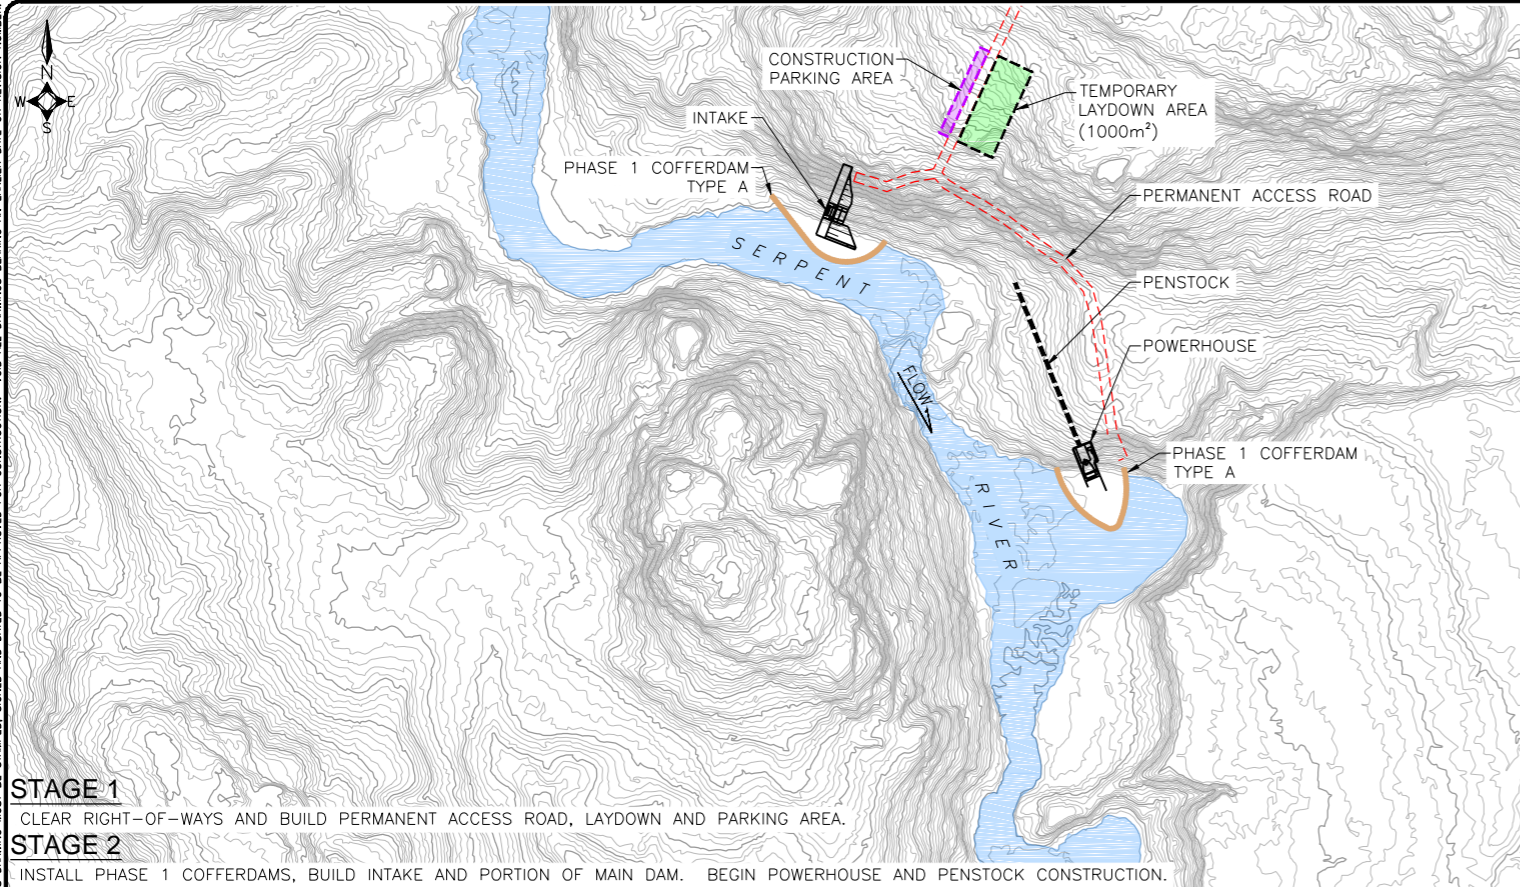 N
W E
S
CONSTRUCTION
PARKING AREA
TEMPORARY
LAYDOWN AREA
(1000m²)
INTAKE
PHASE 1 COFFERDAM
TYPE A
PERMANENT ACCESS ROAD
SERPENT
PENSTOCK
POWERHOUSE
FLOW
PHASE 1 COFFERDAM
TYPE A
RIVER
STAGE 1
CLEAR RIGHT-OF-WAYS AND BUILD PERMANENT ACCESS ROAD, LAYDOWN AND PARKING AREA.
STAGE 2
INSTALL PHASE 1 COFFERDAMS, BUILD INTAKE AND PORTION OF MAIN DAM. BEGIN POWERHOUSE AND PENSTOCK CONSTRUCTION.